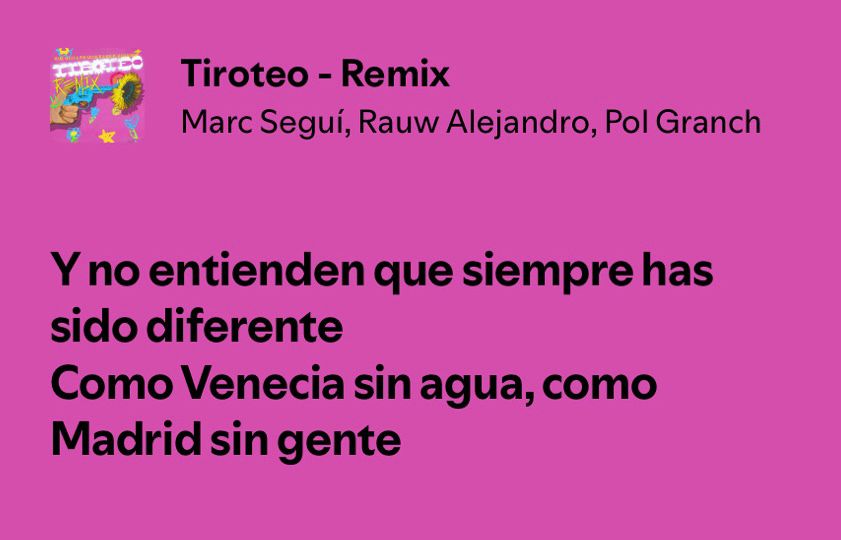 TIROTEO
REMIX
Tiroteo - Remix
Marc Seguí, Rauw Alejandro, Pol Granch
Y no entienden que siempre has
sido diferente
Como Venecia sin agua, como
Madrid sin gente